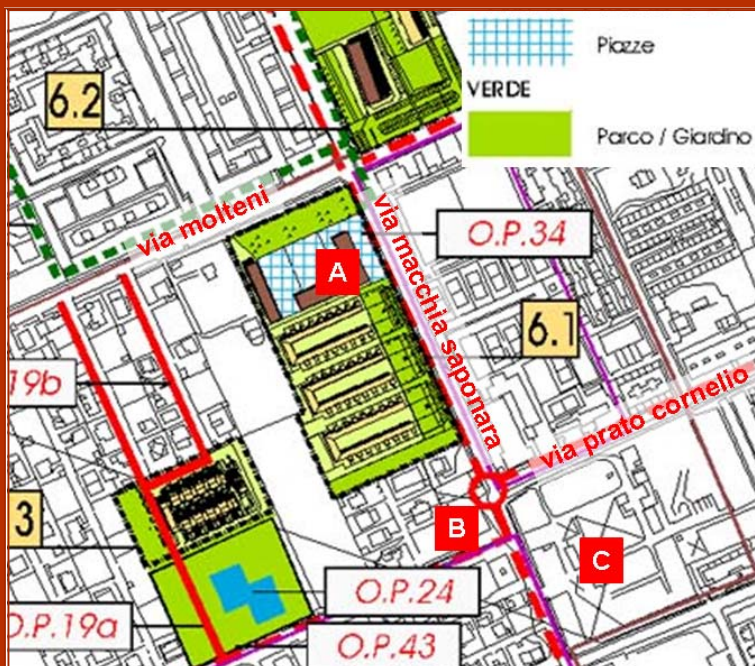 Piazze
VERDE
Parco / Giardino
6.2
via molteni
via macchia saponara
O.P.34
A
6.1
19b
via prato cornelio
3
B
C
O.P.24
O.P.19a
O.P.43